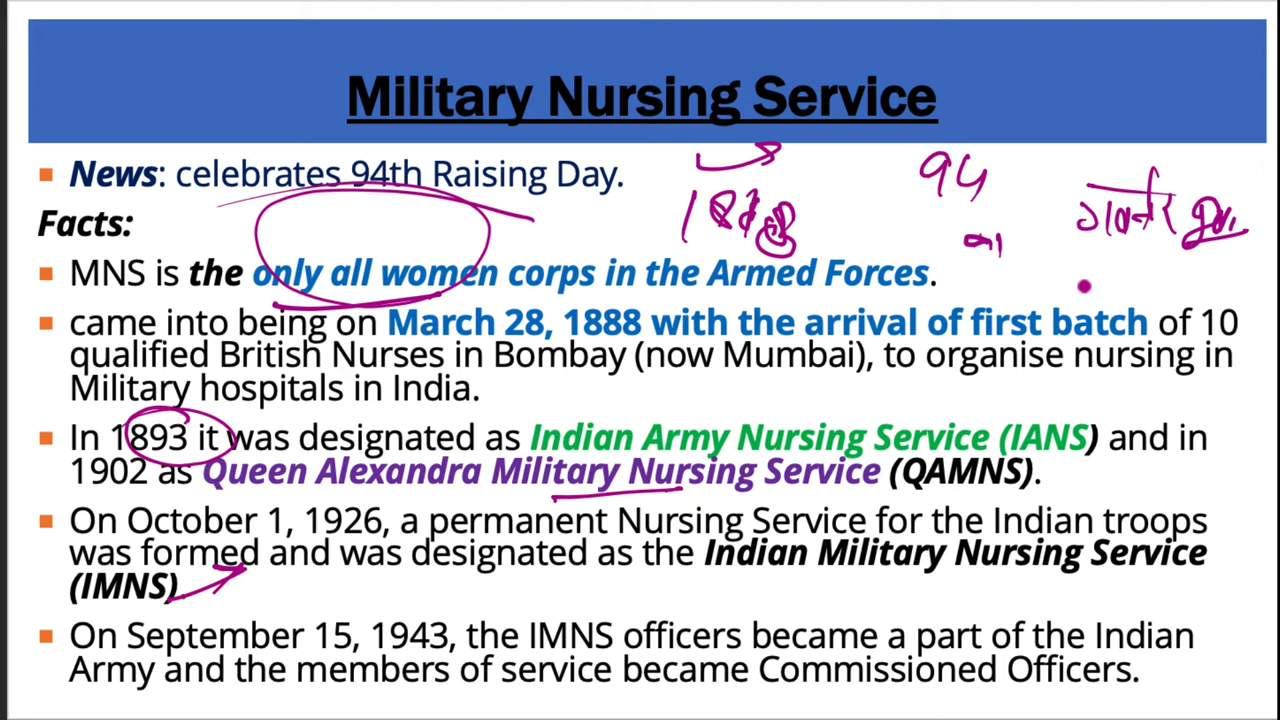 Military Nursing Service
▪ News: celebrates 94th Raising Day.
Facts:
▪ MNS is the only all women corps in the Armed Forces.
▪ came into being on March 28, 1888 with the arrival of first batch of 10
qualified British Nurses in Bombay (now Mumbai), to organise nursing in
Military hospitals in India.
▪ In 1893 it was designated as Indian Army Nursing Service (IANS) and in
1902 as Queen Alexandra Military Nursing Service (QAMNS).
▪ On October 1, 1926, a permanent Nursing Service for the Indian troops
was formed and was designated as the Indian Military Nursing Service
(IMNS)
▪ On September 15, 1943, the IMNS officers became a part of the Indian
Army and the members of service became Commissioned Officers.
94